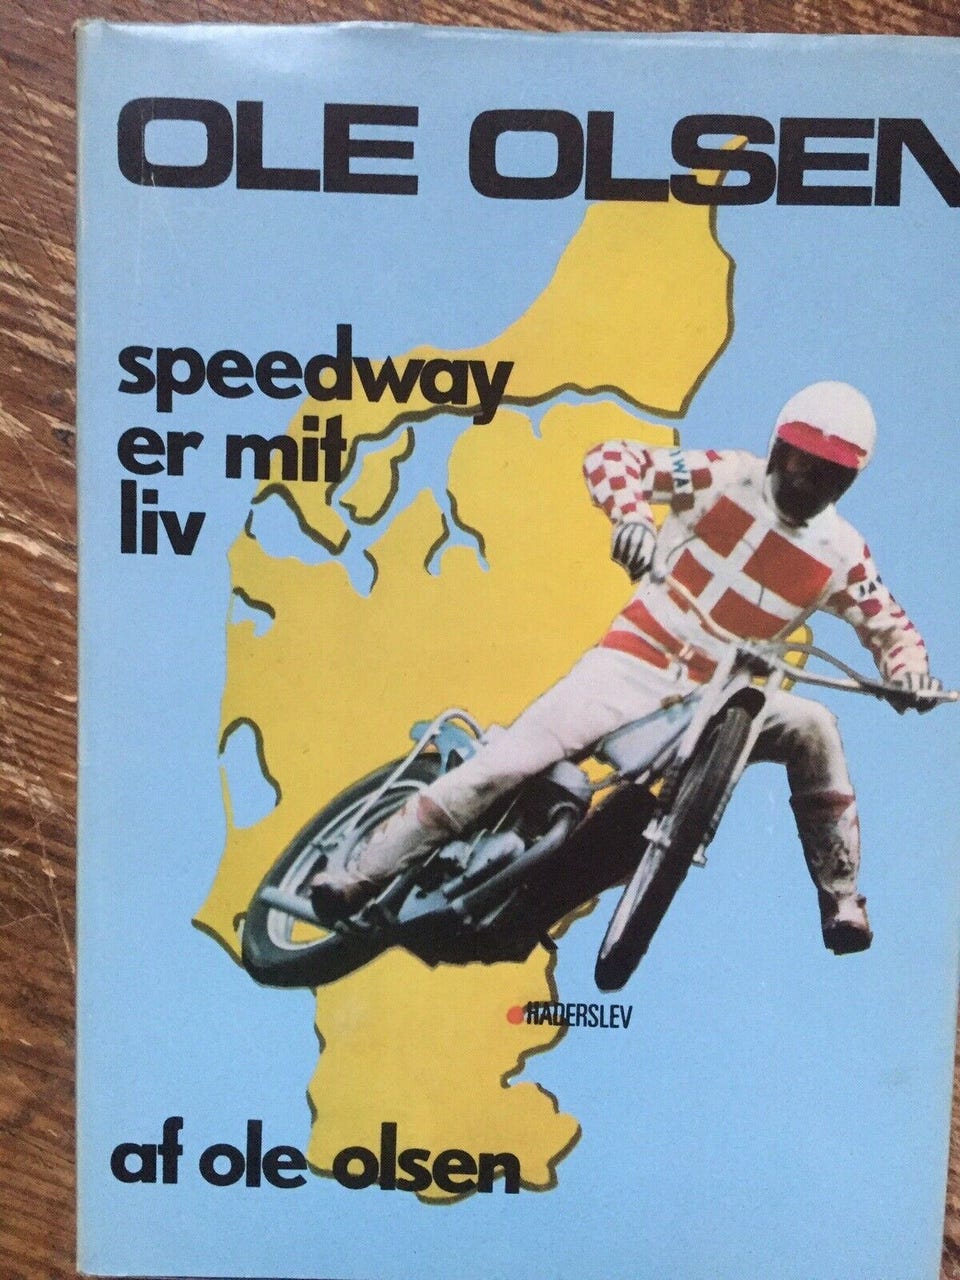 OLE OLSEN
speedway
er mit
liv
HADERSLEV
af ole olsen